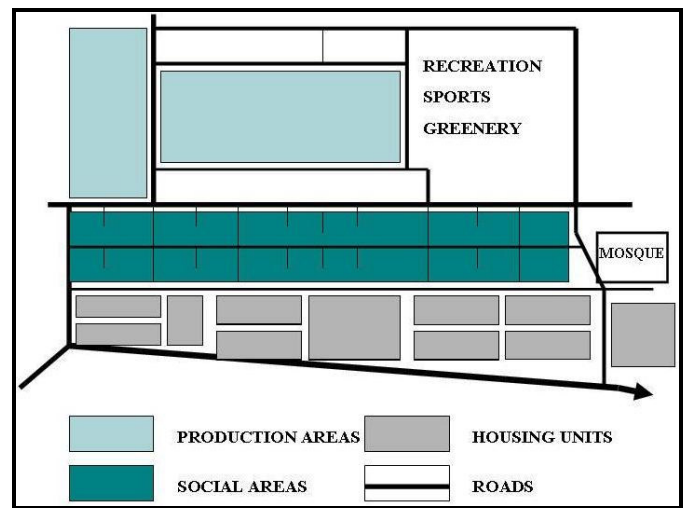 RECREATION
SPORTS
GREENERY
MOSQUE
PRODUCTION AREAS
HOUSING UNITS
SOCIAL AREAS
ROADS